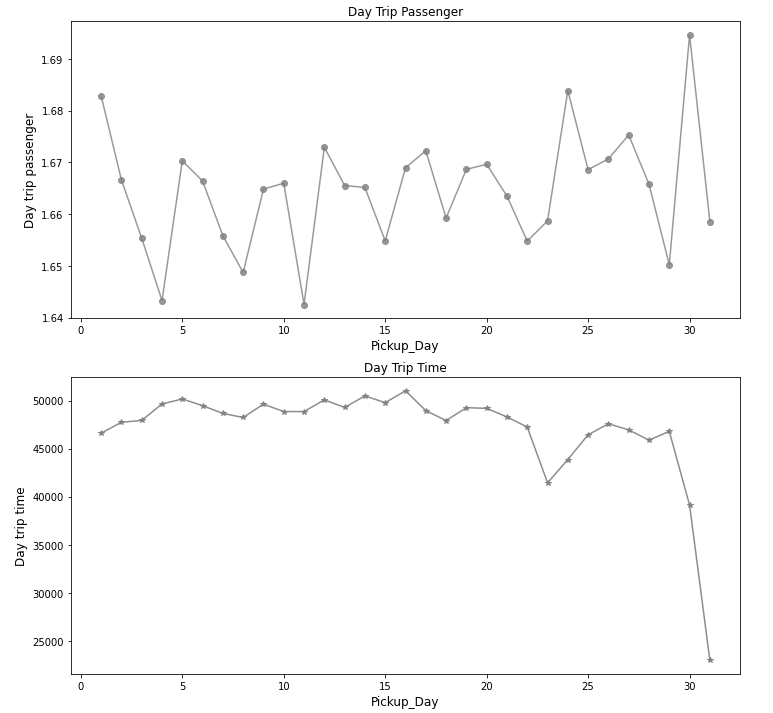 Day Trip Passenger
Day trip passenger
1.69
1.68
1.67
1.66
1.65
1.64
0 5 10 15 20 25 30
Pickup_Day
Day Trip Time
Day trip time
50000
45000
40000
35000
30000
25000
0 5 10 15 20 25 30
Pickup_Day